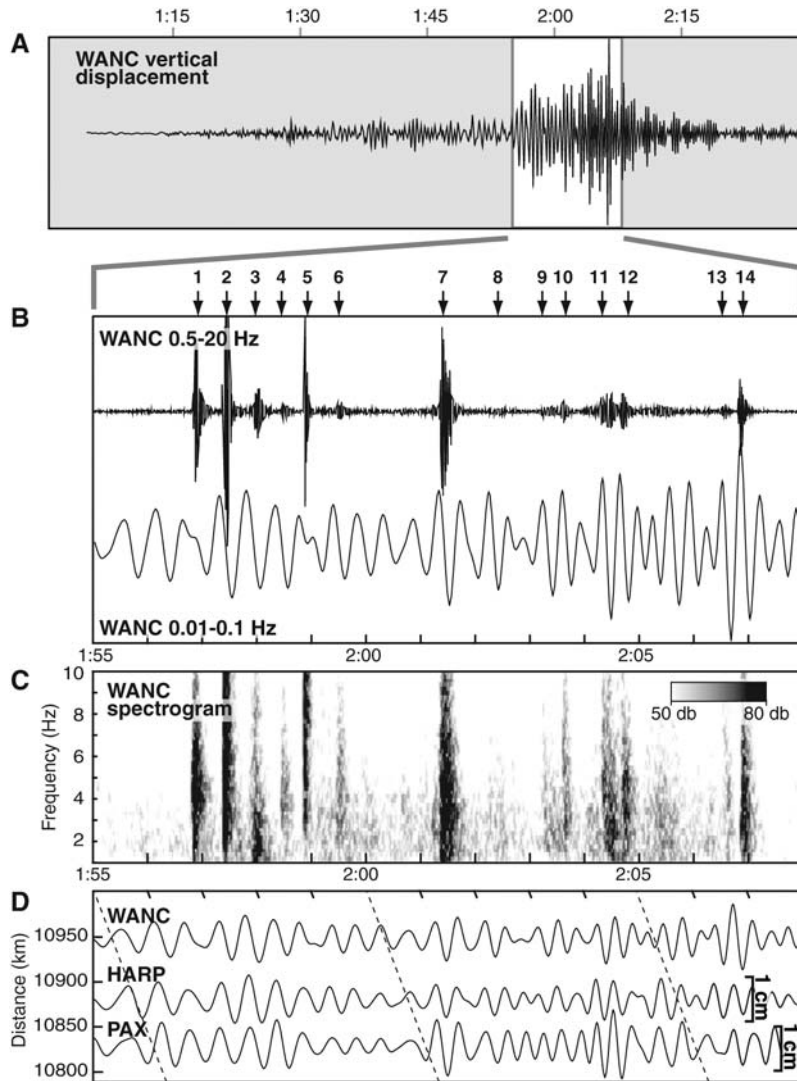 1:15 1:30 1:45 2:00 2:15
A
WANC vertical
displacement
1 2 3 4 5 6 7 8 9 10 11 12 13 14
B
WANC 0.5-20 Hz
WANC 0.01-0.1 Hz
1:55 2:00 2:05
C
WANC
spectrogram
50 db 80 db
Frequency (Hz)
10
8
6
4
2
1:55 2:00 2:05
D
Distance (km)
WANC
10950
10900
HARP
1 cm
10850
PAX
1 cm
10800